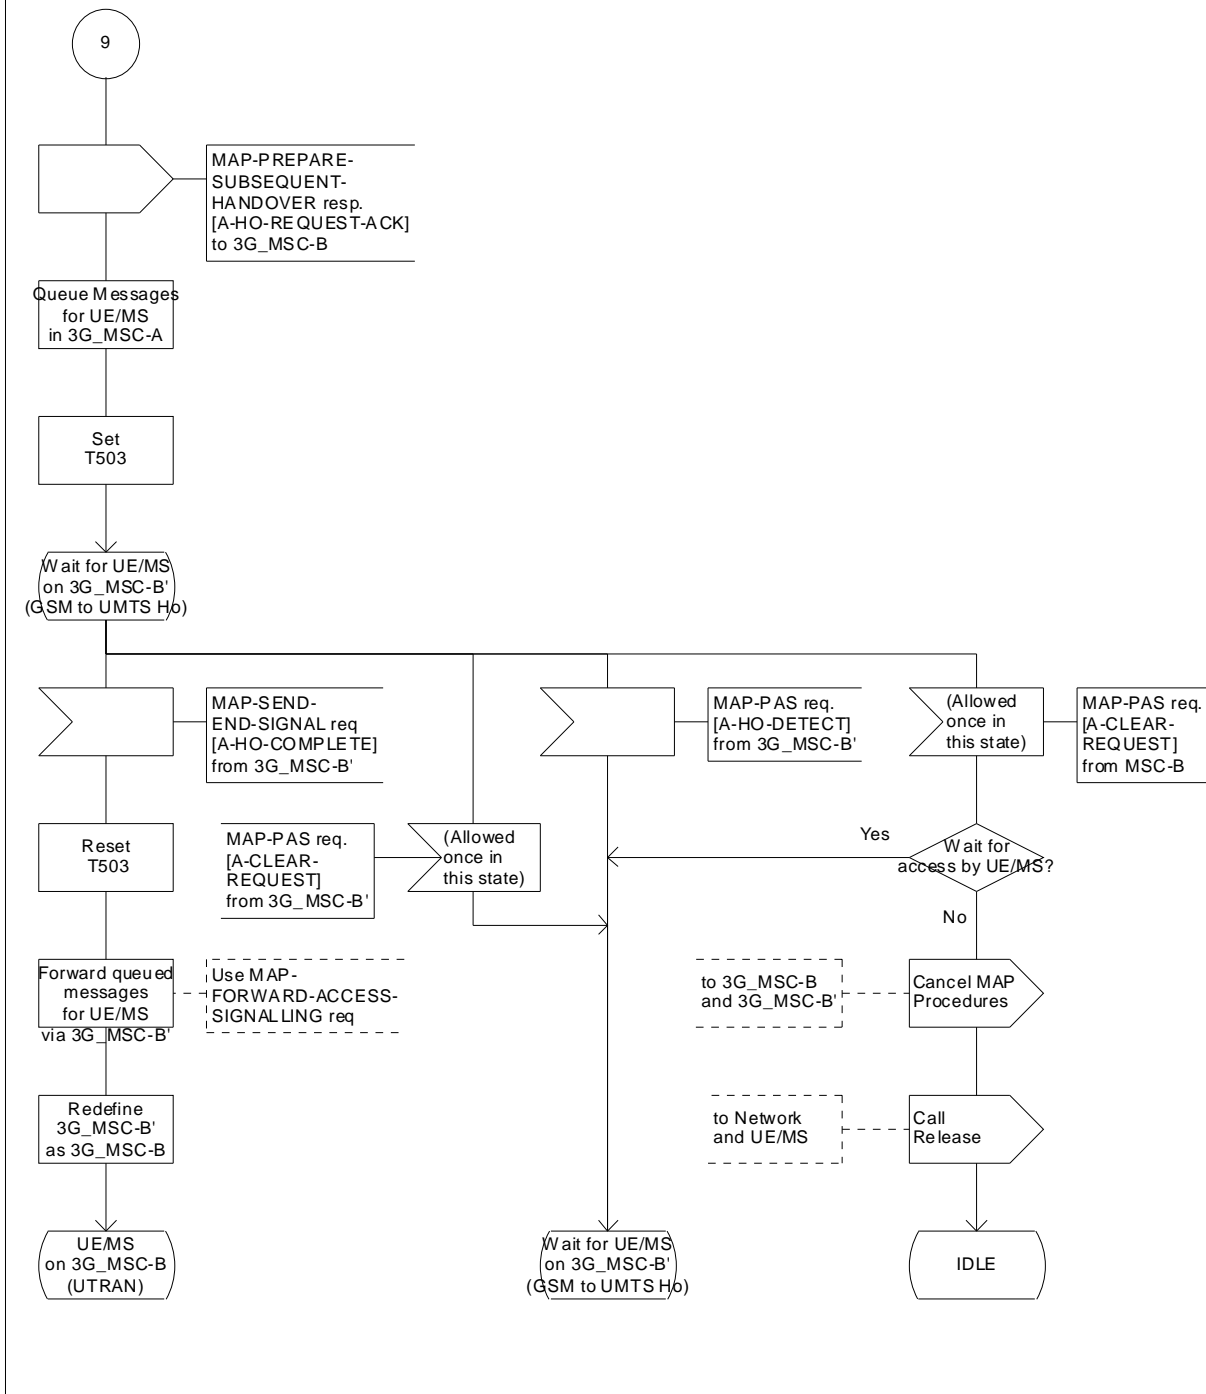 9
MAP-PREPARE-
SUBSEQUENT-
HANDOVER resp.
[A-HO-REQUEST-ACK]
to 3G_MSC-B
Queue Messages
for UE/MS
in 3G_MSC-A
Set
T503
Wait for UE/MS
on 3G_MSC-B'
(GSM to UMTS Ho)
MAP-SEND-
END-SIGNAL req
[A-HO-COMPLETE]
from 3G_MSC-B'
MAP-PAS req.
[A-HO-DETECT]
from 3G_MSC-B'
(Allowed
once in
this state)
MAP-PAS req.
[A-CLEAR-
REQUEST]
from MSC-B
Reset
T503
MAP-PAS req.
[A-CLEAR-
REQUEST]
from 3G_MSC-B'
(Allowed
once in
this state)
Yes
Wait for
access by UE/MS?
No
Forward queued
messages
for UE/MS
via 3G_MSC-B'
Use MAP-
FORWARD-ACCESS-
SIGNALLING req
to 3G_MSC-B
and 3G_MSC-B'
Cancel MAP
Procedures
Redefine
3G_MSC-B'
as 3G_MSC-B
to Network
and UE/MS
Call
Release
UE/MS
on 3G_MSC-B
(UTRAN)
Wait for UE/MS
on 3G_MSC-B'
(GSM to UMTS Ho)
IDLE